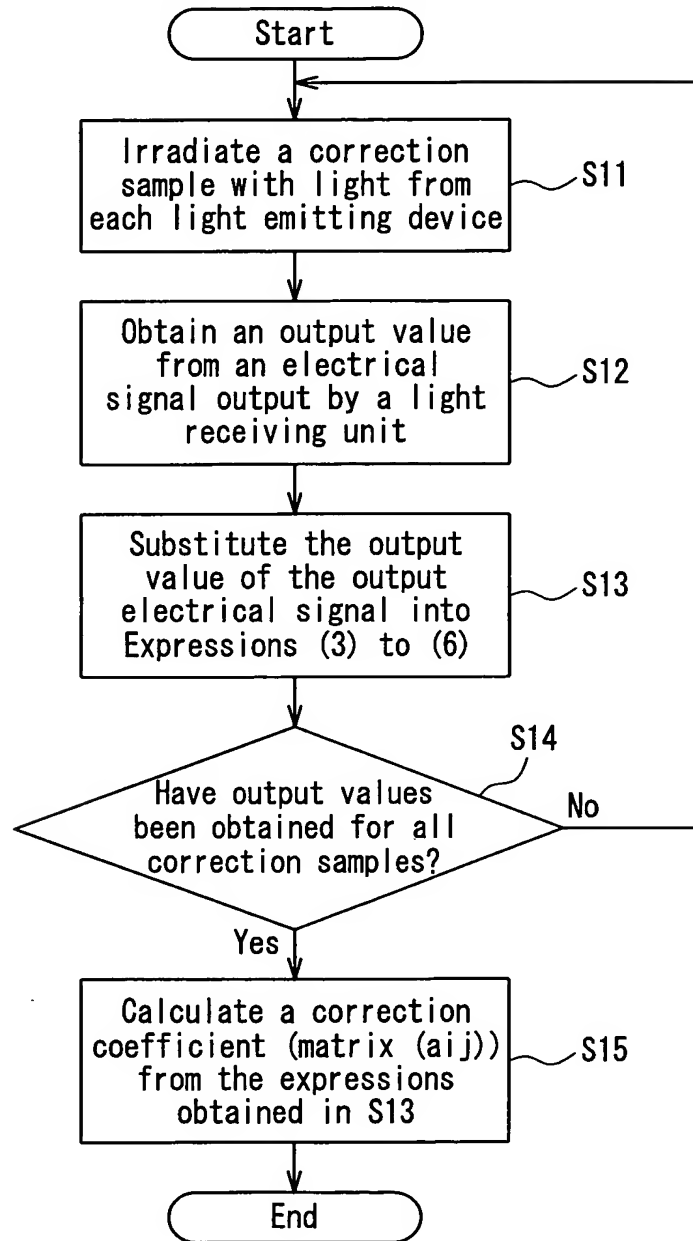 Start
Irradiate a correction
sample with light from
each light emitting device
S11
Obtain an output value
from an electrical
signal output by a light
receiving unit
S12
Substitute the output
value of the output
electrical signal into
Expressions (3) to (6)
S13
S14
Have output values
been obtained for all
correction samples?
No
Yes
Calculate a correction
coefficient (matrix (aij))
from the expressions
obtained in S13
S15
End